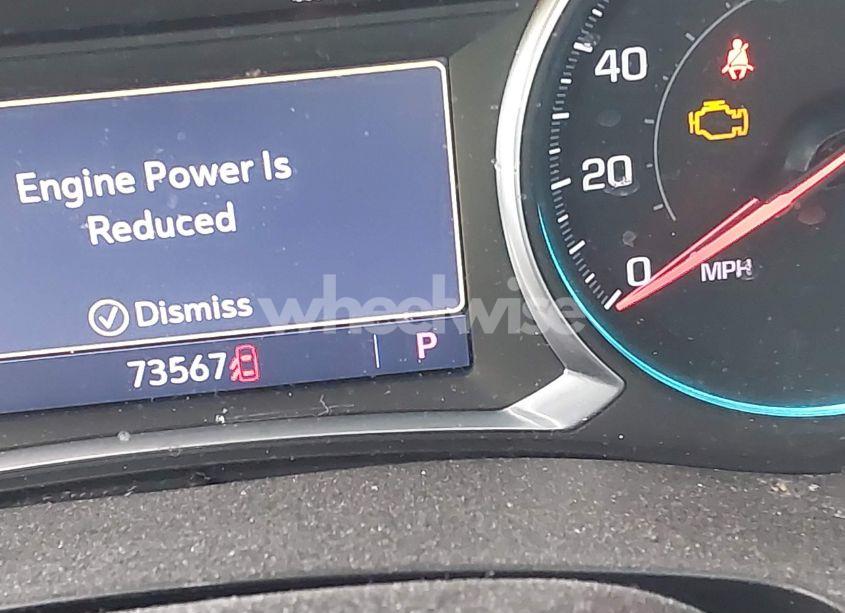 40
20
0
MPH
Engine Power Is
Reduced
Dismiss
73567
P
wheelwise